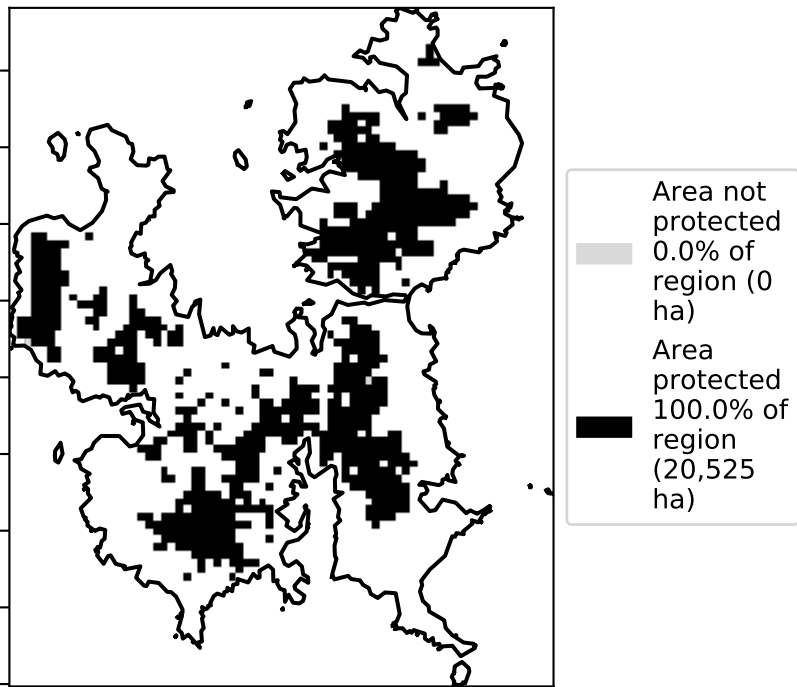 Area not
protected
0.0% of
region (0
ha)
Area
protected
100.0% of
region
(20,525
ha)